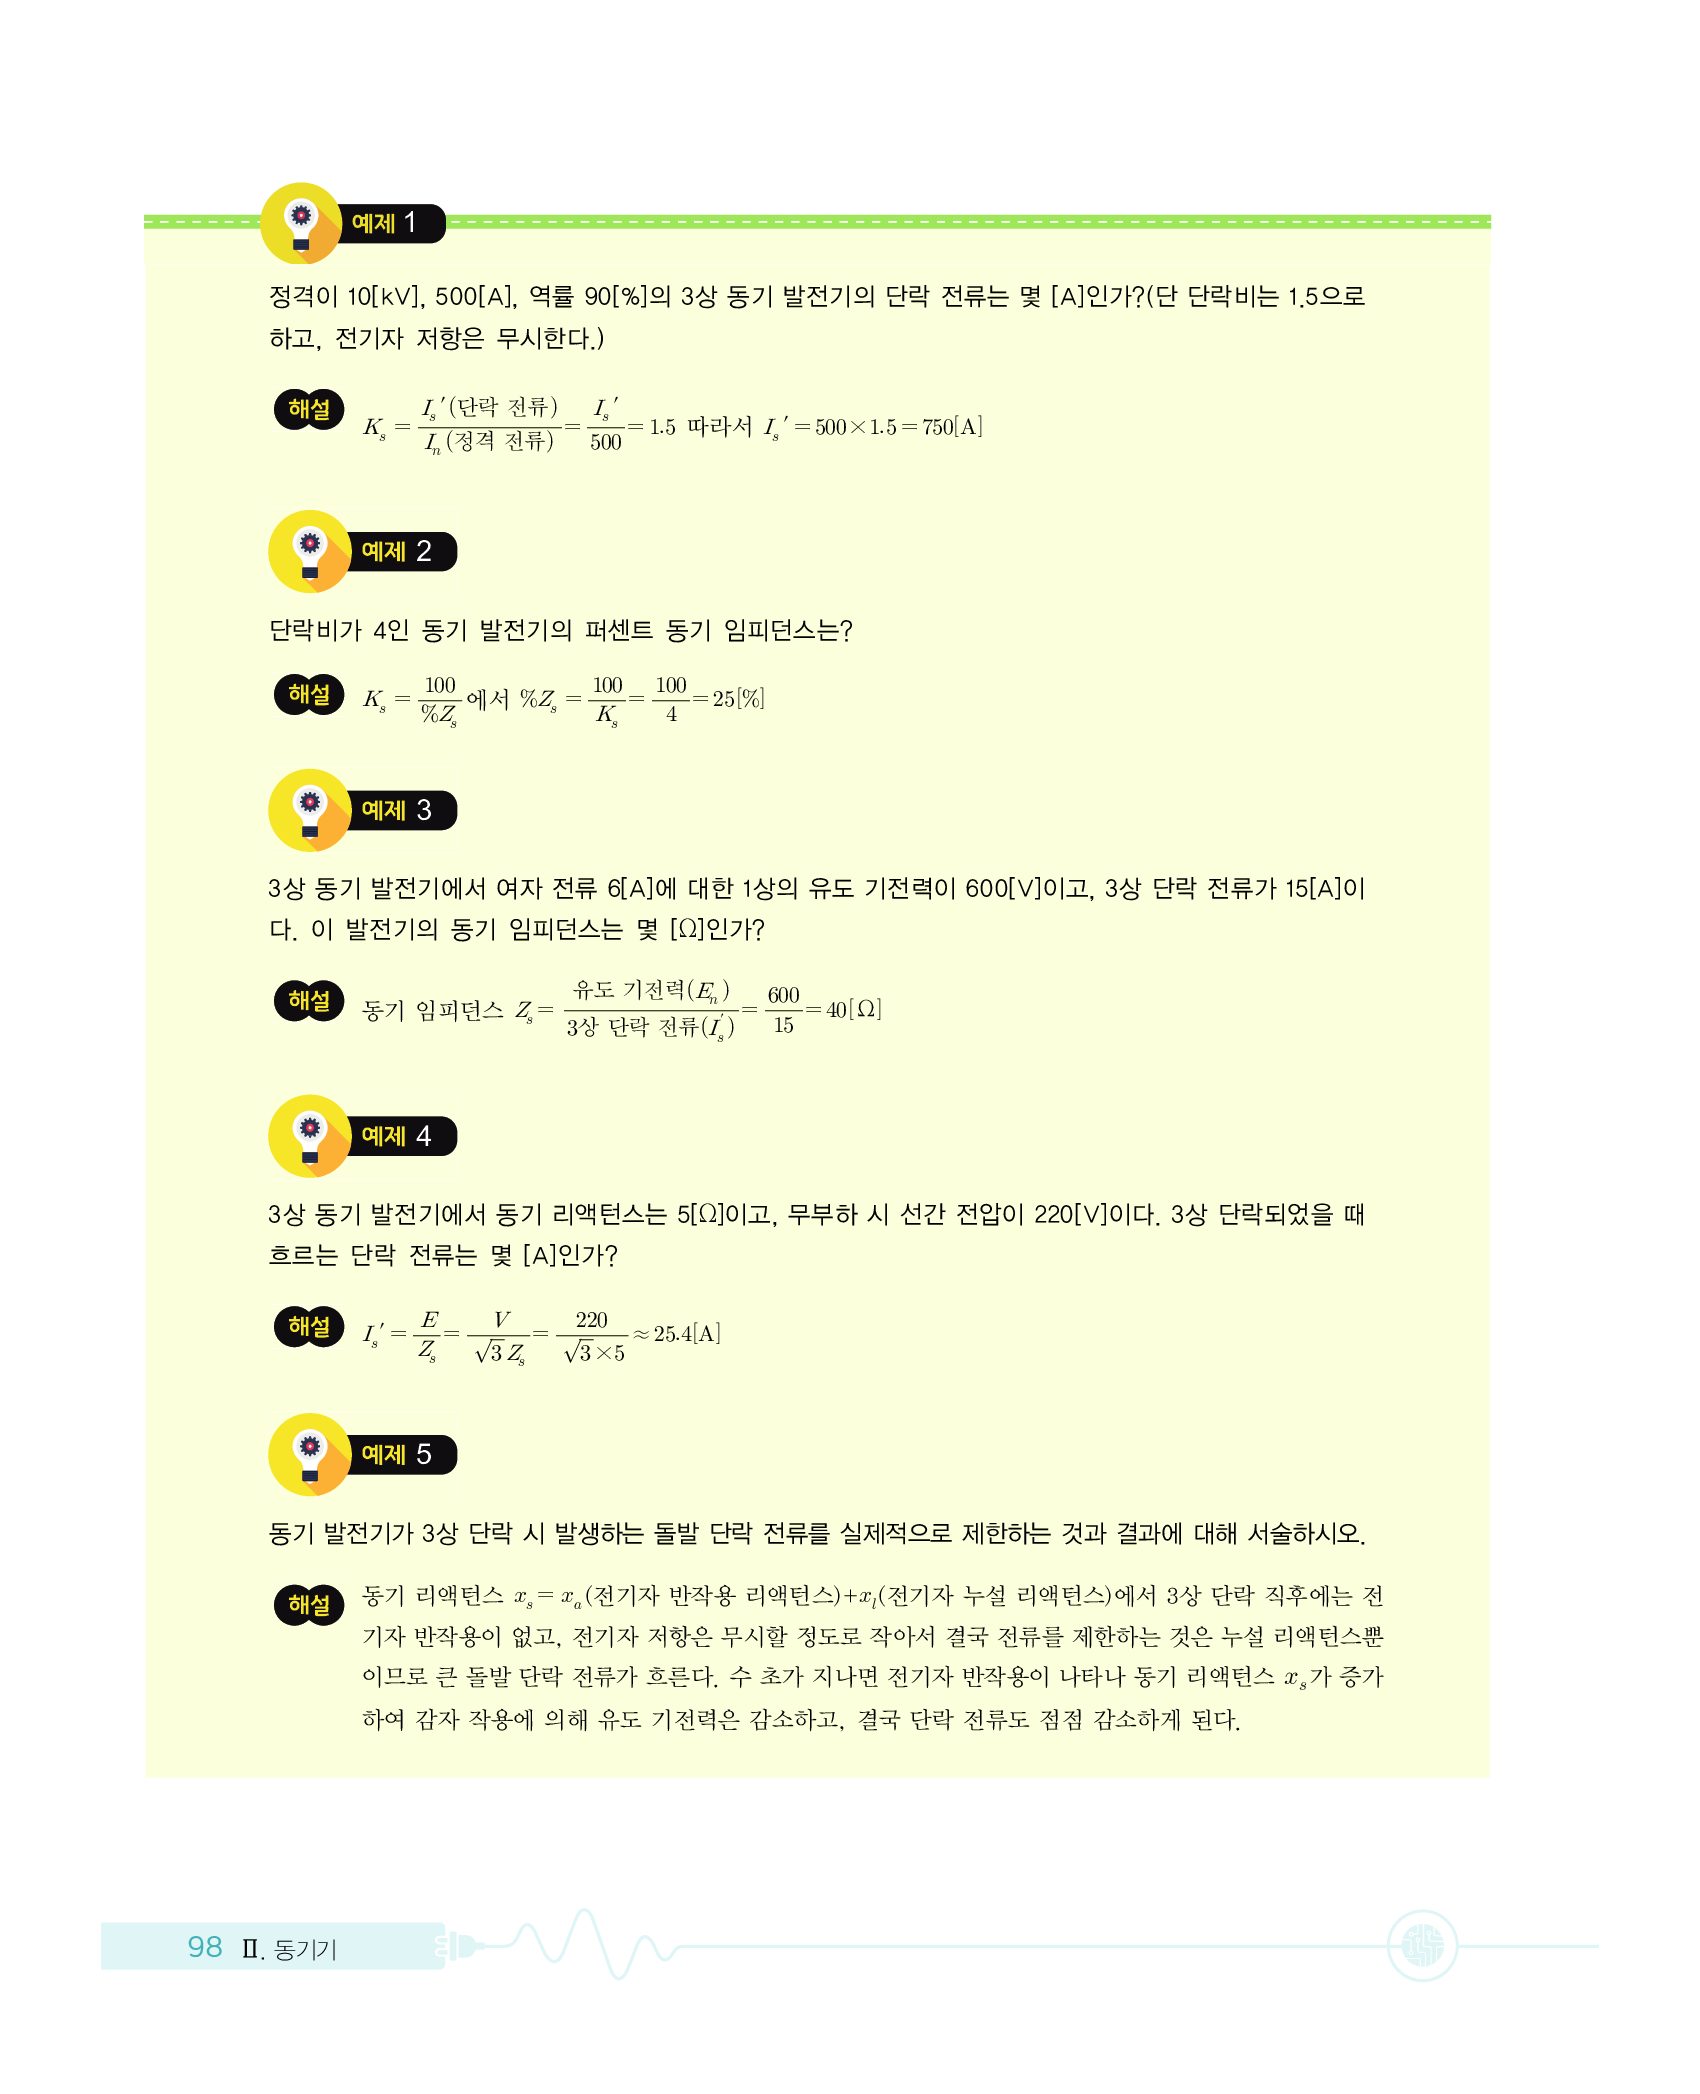 예제 1
정격이 10[kV], 500[A], 역률 90[%]의 3상 동기 발전기의 단락 전류는 몇 [A]인가?(단 단락비는 1.5으로
하고, 전기자 저항은 무시한다.)
해설 K_s = I_s′(단락 전류) / I_n(정격 전류) = I_s′ / 500 = 1.5 따라서 I_s′ = 500×1.5 = 750[A]
예제 2
단락비가 4인 동기 발전기의 퍼센트 동기 임피던스는?
해설 K_s = 100 / %Z_s 에서 %Z_s = 100 / K_s = 100 / 4 = 25[%]
예제 3
3상 동기 발전기에서 여자 전류 6[A]에 대한 1상의 유도 기전력이 600[V]이고, 3상 단락 전류가 15[A]이
다. 이 발전기의 동기 임피던스는 몇 [Ω]인가?
해설 동기 임피던스 Z_s = 유도 기전력(E_n) / 3상 단락 전류(I_s′) = 600 / 15 = 40[Ω]
예제 4
3상 동기 발전기에서 동기 리액턴스는 5[Ω]이고, 무부하 시 선간 전압이 220[V]이다. 3상 단락되었을 때
흐르는 단락 전류는 몇 [A]인가?
해설 I_s′ = E / Z_s = V / √3 Z_s = 220 / √3×5 ≈ 25.4[A]
예제 5
동기 발전기가 3상 단락 시 발생하는 돌발 단락 전류를 실제적으로 제한하는 것과 결과에 대해 서술하시오.
해설 동기 리액턴스 x_s = x_a(전기자 반작용 리액턴스)+x_l(전기자 누설 리액턴스)에서 3상 단락 직후에는 전
기자 반작용이 없고, 전기자 저항은 무시할 정도로 작아서 결국 전류를 제한하는 것은 누설 리액턴스뿐
이므로 큰 돌발 단락 전류가 흐른다. 수 초가 지나면 전기자 반작용이 나타나 동기 리액턴스 x_s가 증가
하여 감자 작용에 의해 유도 기전력은 감소하고, 결국 단락 전류도 점점 감소하게 된다.
98 Ⅱ. 동기기